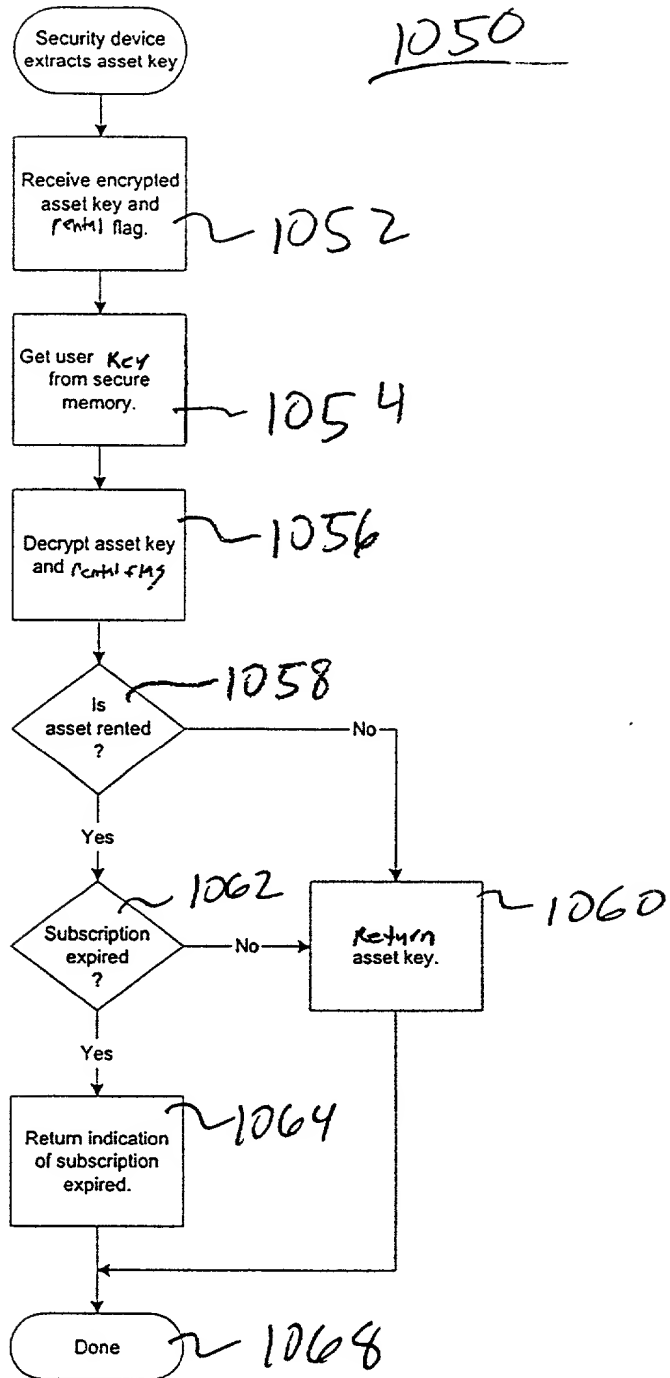 Security device
extracts asset key
1050
Receive encrypted
asset key and
rental flag.
1052
Get user Key
from secure
memory.
1054
1056
Decrypt asset key
and rental flag
1058
Is
asset rented
?
No
Yes
1062
Subscription
expired
?
No
Return
asset key.
1060
Yes
Return indication
of subscription
expired.
1064
Done
1068